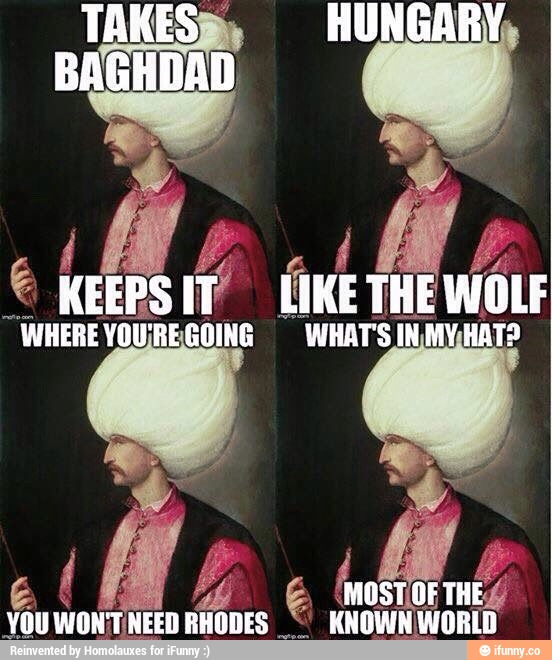 TAKES
BAGHDAD
KEEPS IT
imgflip.com
HUNGARY
LIKE THE WOLF
imgflip.com
WHERE YOU'RE GOING
YOU WON'T NEED RHODES
imgflip.com
WHAT'S IN MY HAT?
MOST OF THE
KNOWN WORLD
imgflip.com
Reinvented by Homolauxes for iFunny :)
ifunny.co